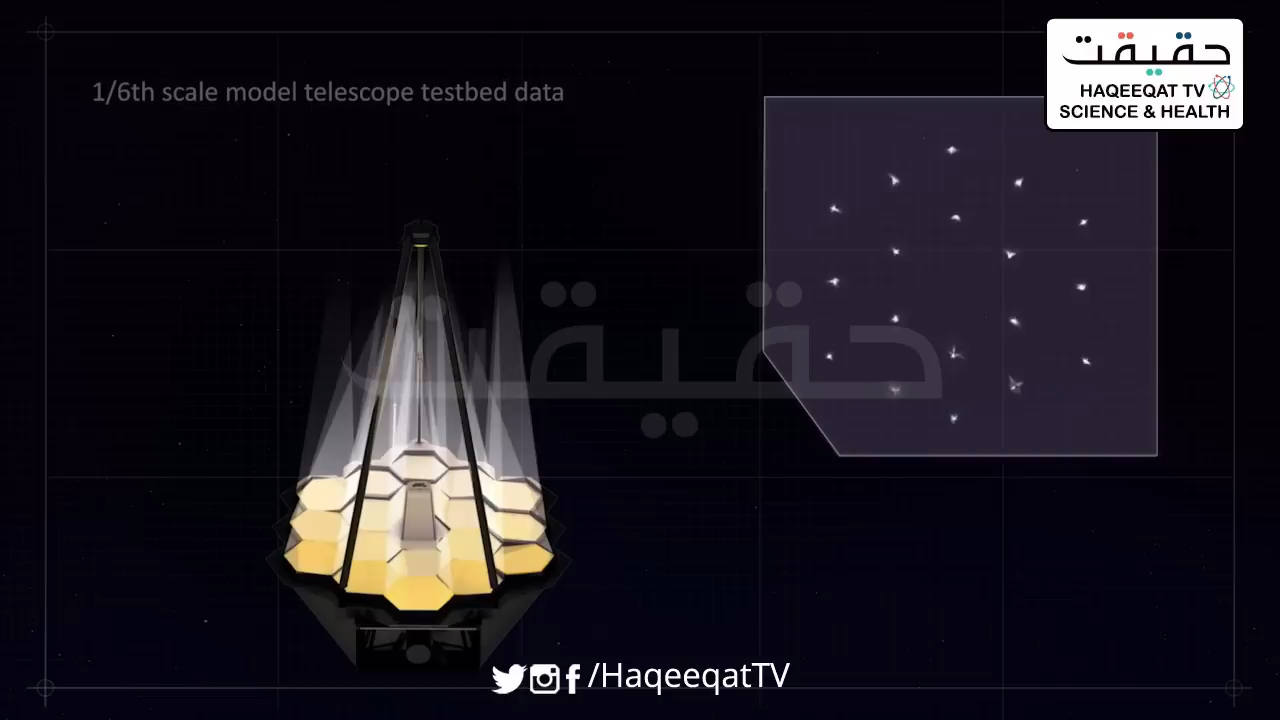 1/6th scale model telescope testbed data
حقيقت
HAQEEQAT TV
SCIENCE & HEALTH
حقيقت
/HaqeeqatTV